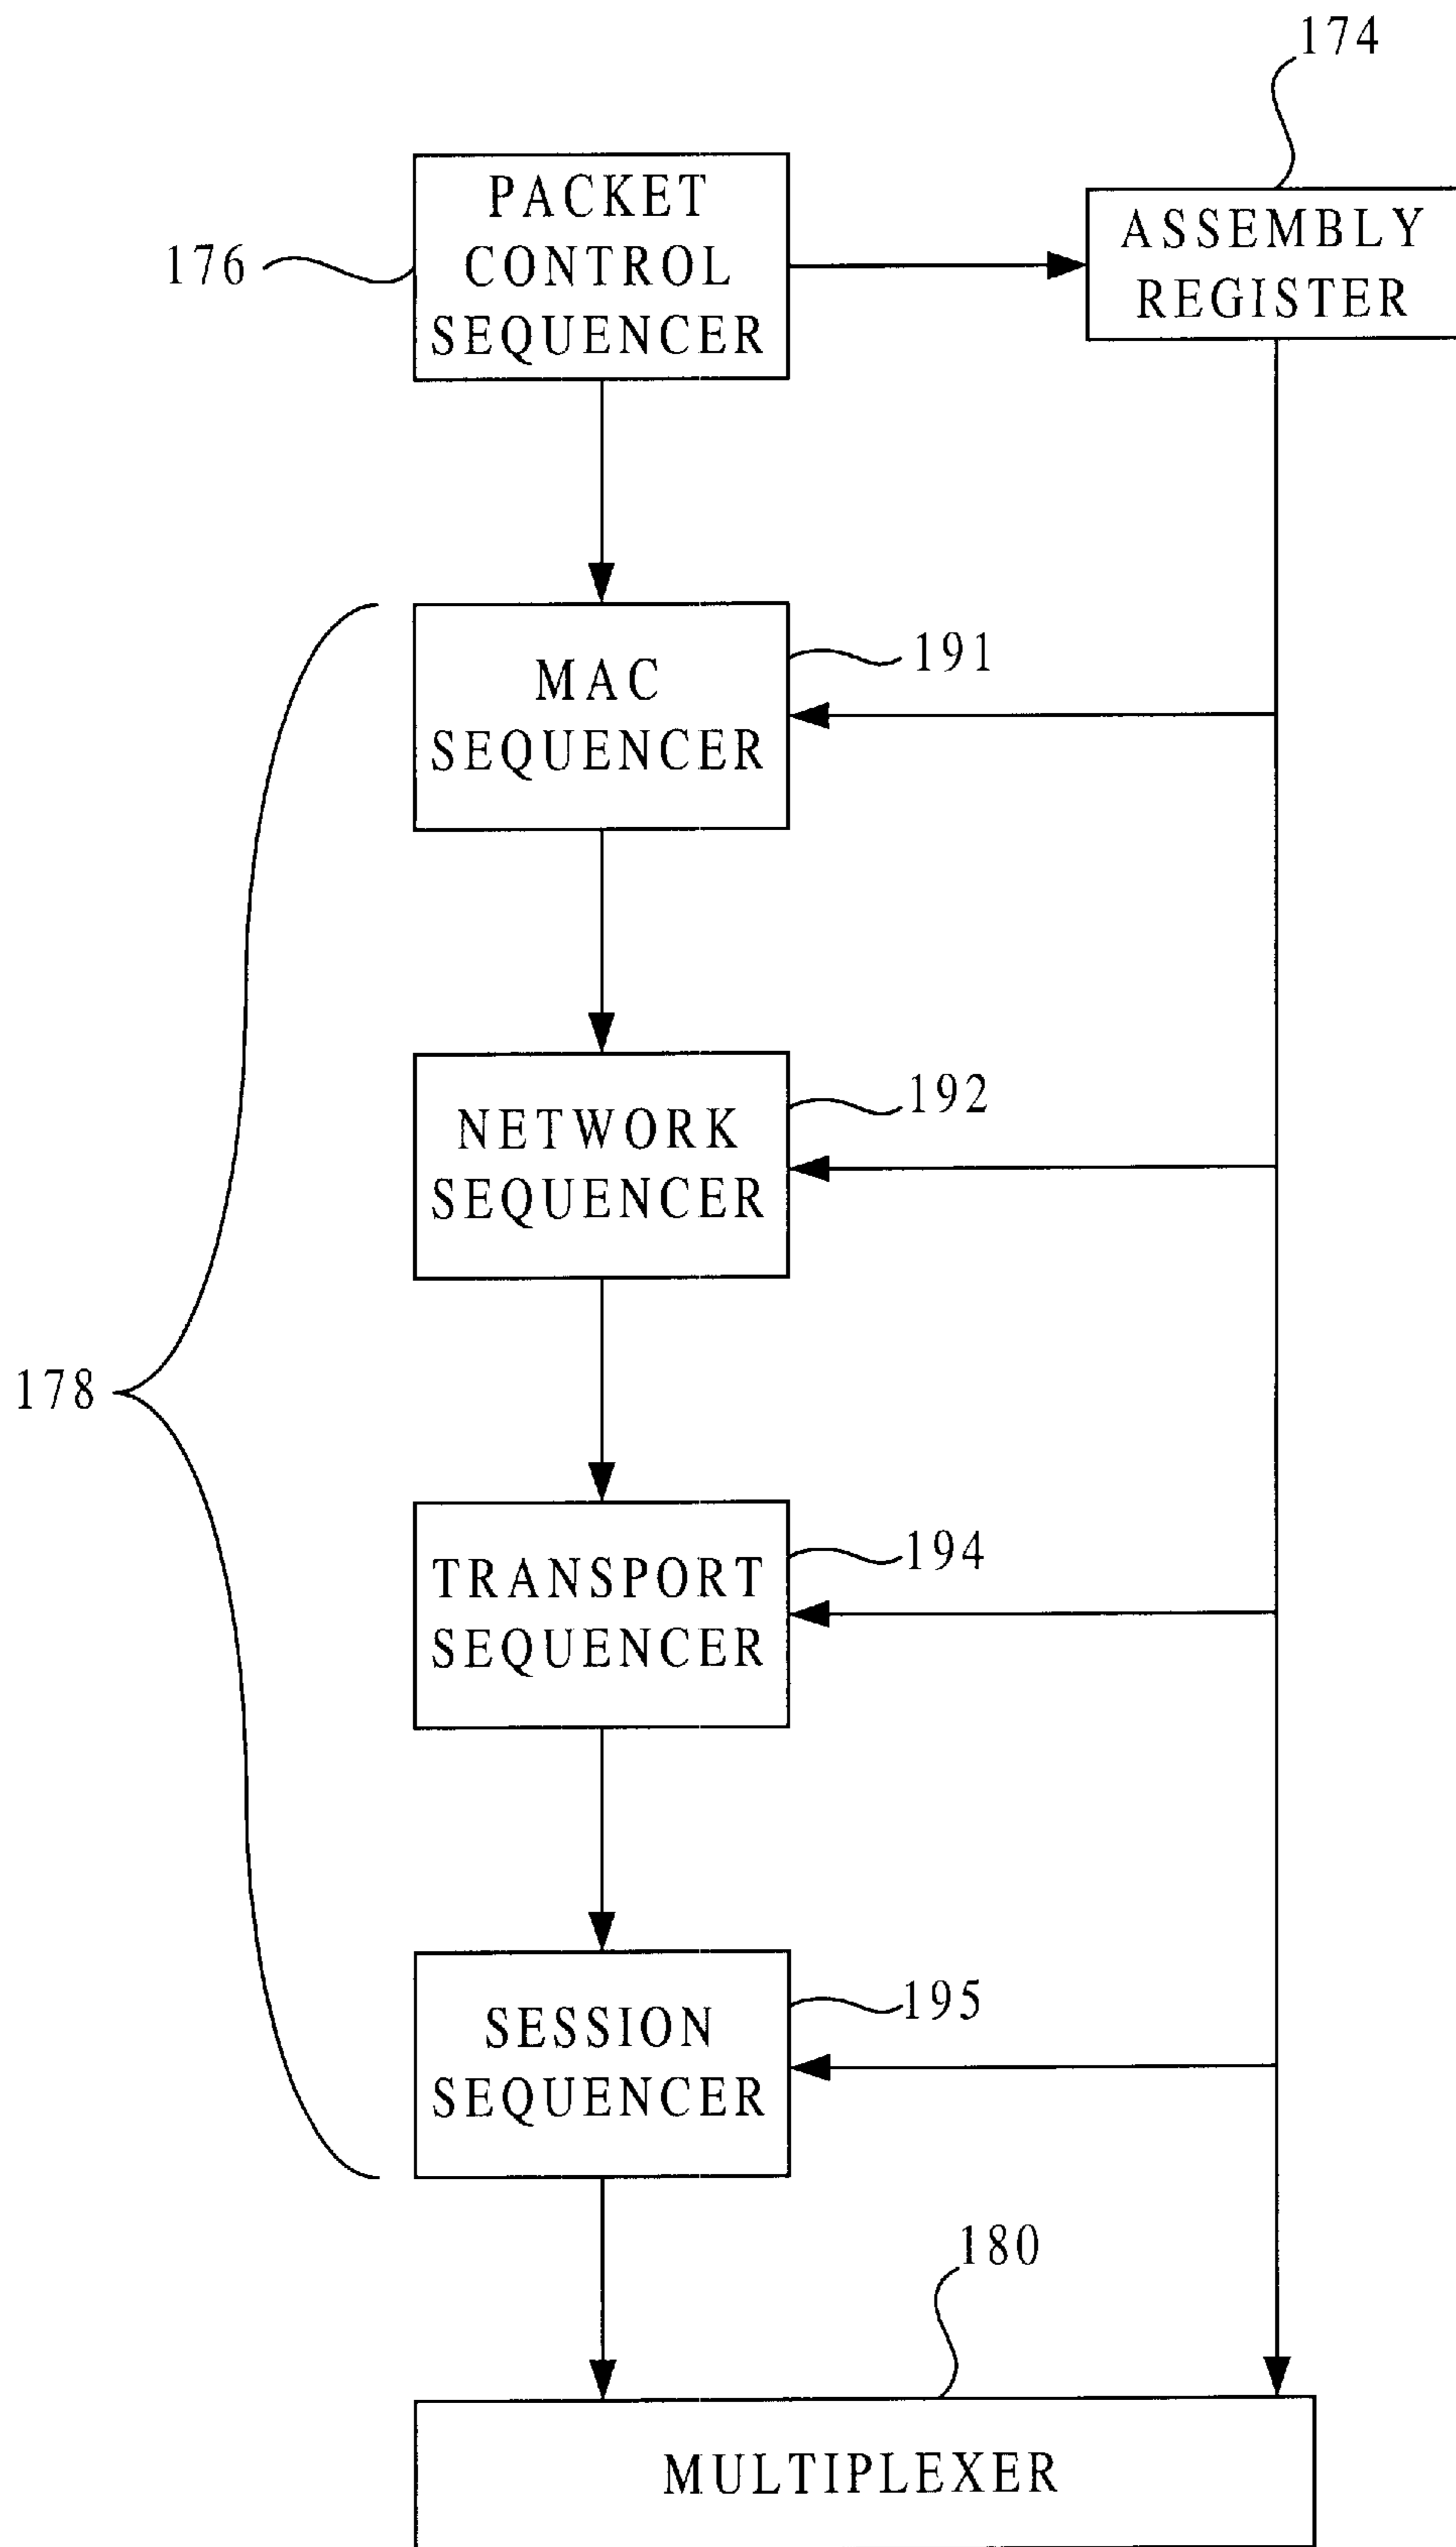 174
PACKET
CONTROL
SEQUENCER
176
ASSEMBLY
REGISTER
MAC
SEQUENCER
191
NETWORK
SEQUENCER
192
178
TRANSPORT
SEQUENCER
194
SESSION
SEQUENCER
195
180
MULTIPLEXER